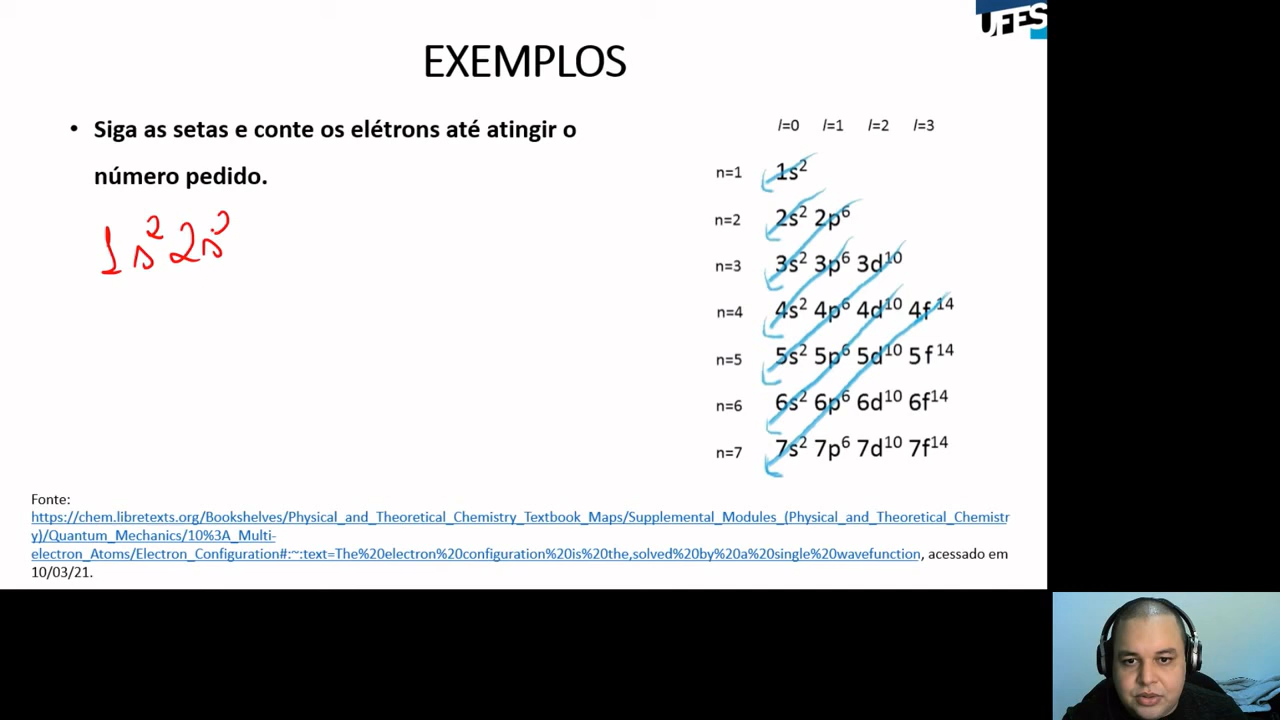 UFES
EXEMPLOS
• Siga as setas e conte os elétrons até atingir o
número pedido.
1s² 2s²
l=0 l=1 l=2 l=3
n=1 1s²
n=2 2s² 2p⁶
n=3 3s² 3p⁶ 3d¹⁰
n=4 4s² 4p⁶ 4d¹⁰ 4f¹⁴
n=5 5s² 5p⁶ 5d¹⁰ 5f¹⁴
n=6 6s² 6p⁶ 6d¹⁰ 6f¹⁴
n=7 7s² 7p⁶ 7d¹⁰ 7f¹⁴
Fonte:
https://chem.libretexts.org/Bookshelves/Physical_and_Theoretical_Chemistry_Textbook_Maps/Supplemental_Modules_(Physical_and_Theoretical_Chemistr
y)/Quantum_Mechanics/10%3A_Multi-
electron_Atoms/Electron_Configuration#:~:text=The%20electron%20configuration%20is%20the,solved%20by%20a%20single%20wavefunction, acessado em
10/03/21.